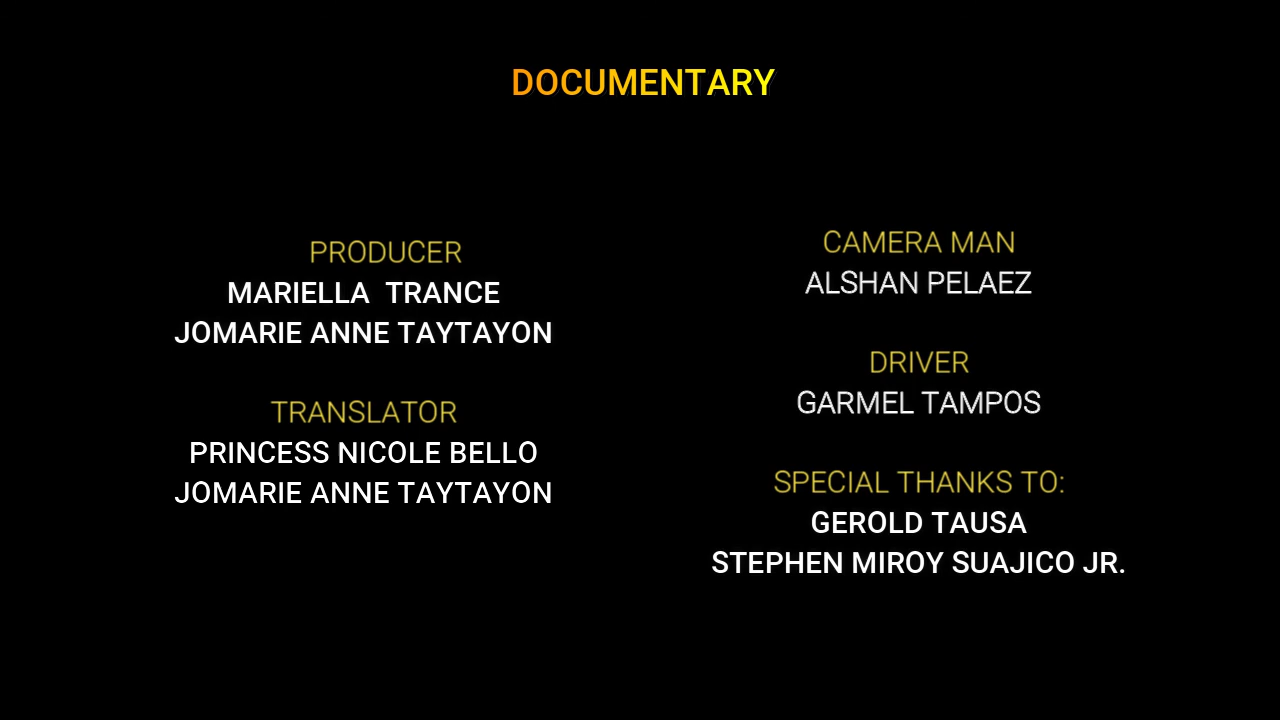 DOCUMENTARY
PRODUCER
MARIELLA TRANCE
JOMARIE ANNE TAYTAYON
TRANSLATOR
PRINCESS NICOLE BELLO
JOMARIE ANNE TAYTAYON
CAMERA MAN
ALSHAN PELAEZ
DRIVER
GARMEL TAMPOS
SPECIAL THANKS TO:
GEROLD TAUSA
STEPHEN MIROY SUAJICO JR.